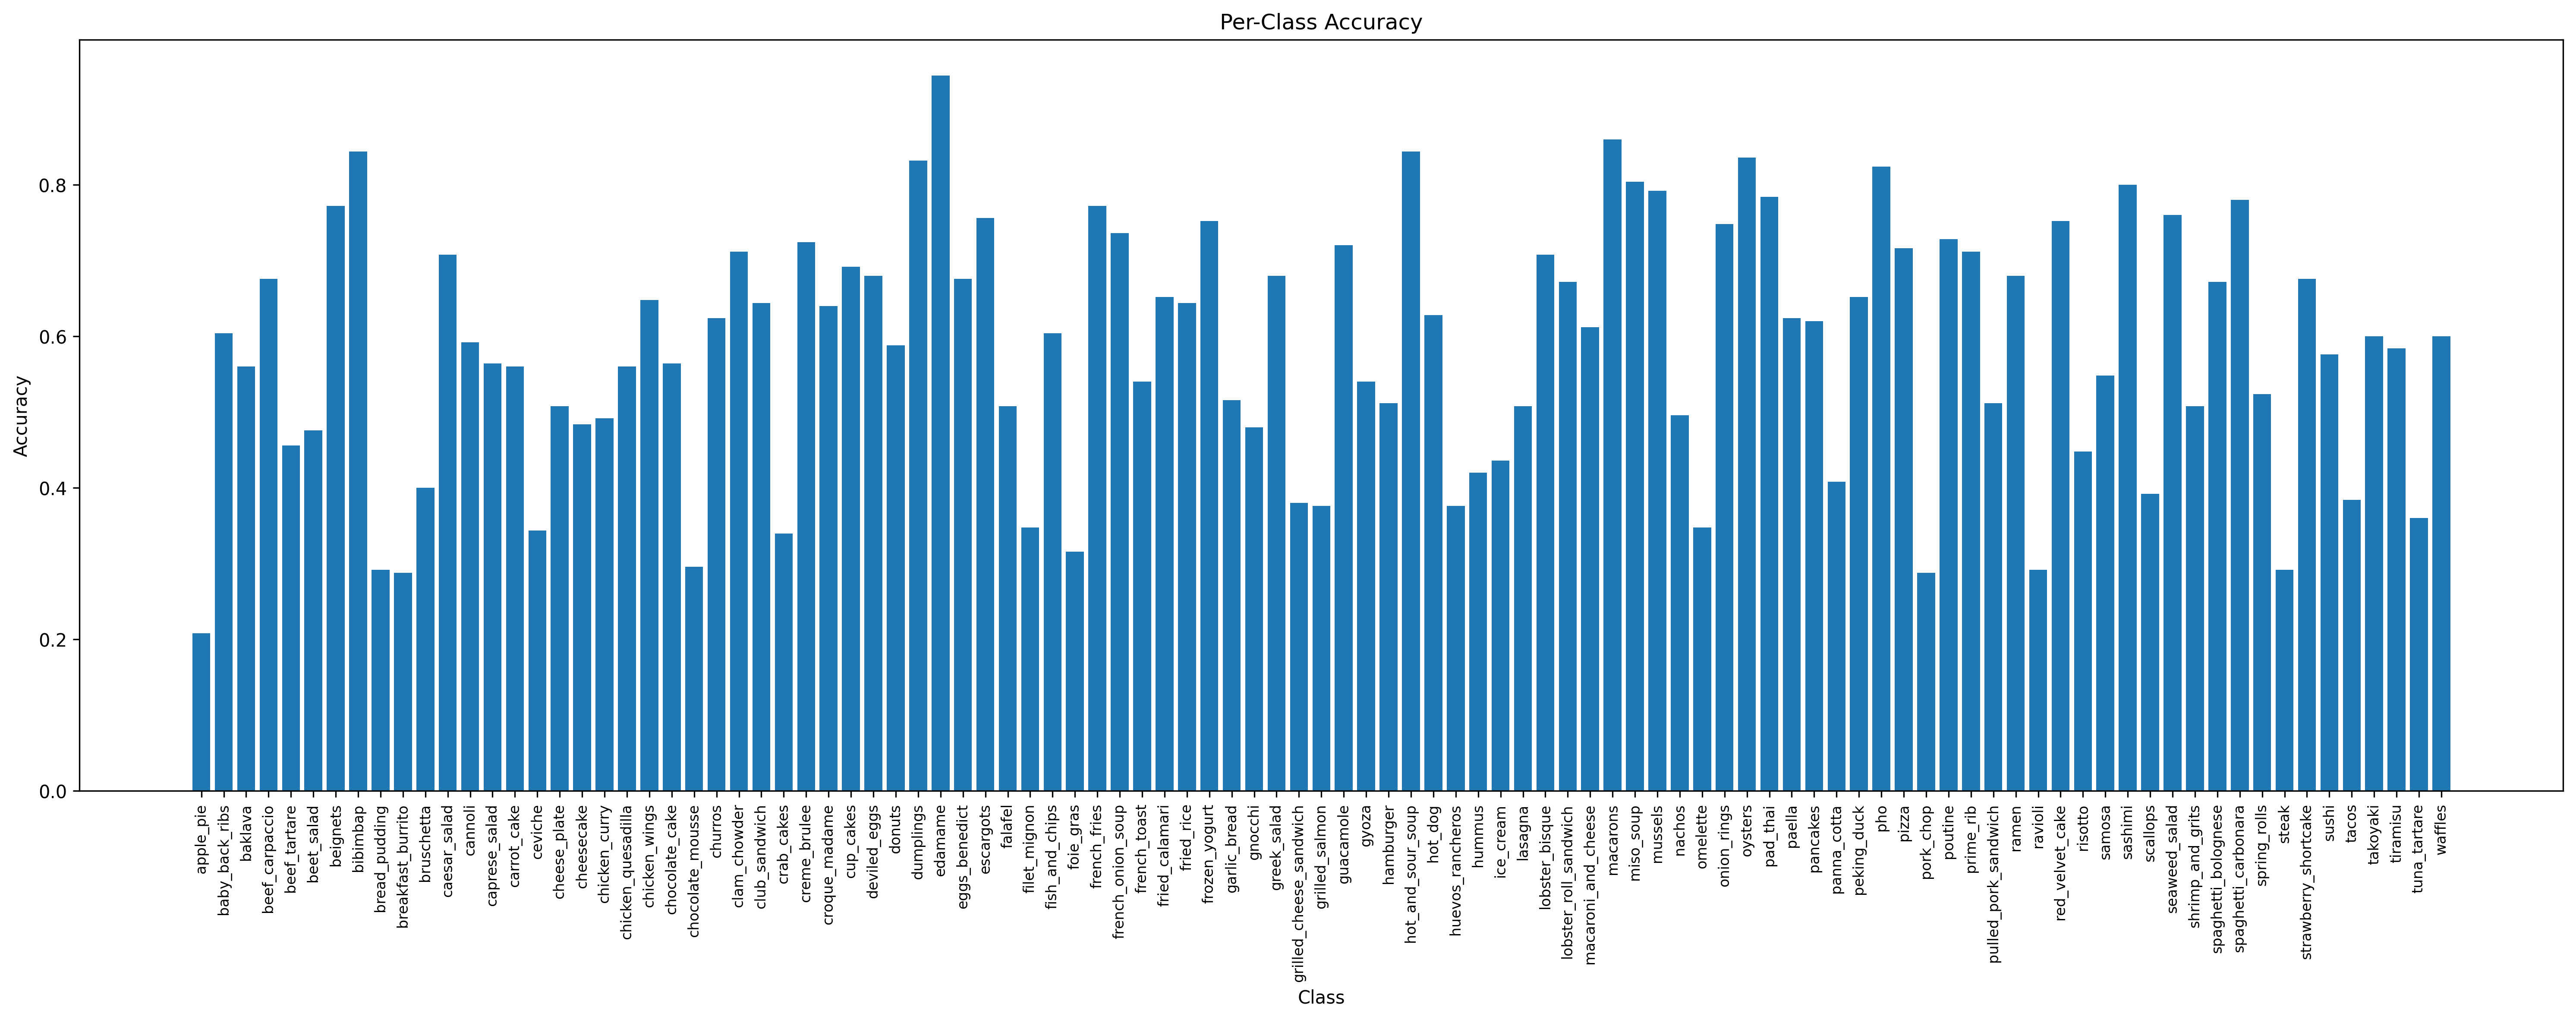 Per-Class Accuracy
Accuracy
0.8
0.6
0.4
0.2
0.0
apple_pie
baby_back_ribs
baklava
beef_carpaccio
beef_tartare
beet_salad
beignets
bibimbap
bread_pudding
breakfast_burrito
bruschetta
caesar_salad
cannoli
caprese_salad
carrot_cake
ceviche
cheese_plate
cheesecake
chicken_curry
chicken_quesadilla
chicken_wings
chocolate_cake
chocolate_mousse
churros
clam_chowder
club_sandwich
crab_cakes
creme_brulee
croque_madame
cup_cakes
deviled_eggs
donuts
dumplings
edamame
eggs_benedict
escargots
falafel
filet_mignon
fish_and_chips
foie_gras
french_fries
french_onion_soup
french_toast
fried_calamari
fried_rice
frozen_yogurt
garlic_bread
gnocchi
greek_salad
grilled_cheese_sandwich
grilled_salmon
guacamole
gyoza
hamburger
hot_and_sour_soup
hot_dog
huevos_rancheros
hummus
ice_cream
lasagna
lobster_bisque
lobster_roll_sandwich
macaroni_and_cheese
macarons
miso_soup
mussels
nachos
omelette
onion_rings
oysters
pad_thai
paella
pancakes
panna_cotta
peking_duck
pho
pizza
pork_chop
poutine
prime_rib
pulled_pork_sandwich
ramen
ravioli
red_velvet_cake
risotto
samosa
sashimi
scallops
seaweed_salad
shrimp_and_grits
spaghetti_bolognese
spaghetti_carbonara
spring_rolls
steak
strawberry_shortcake
sushi
tacos
takoyaki
tiramisu
tuna_tartare
waffles
Class